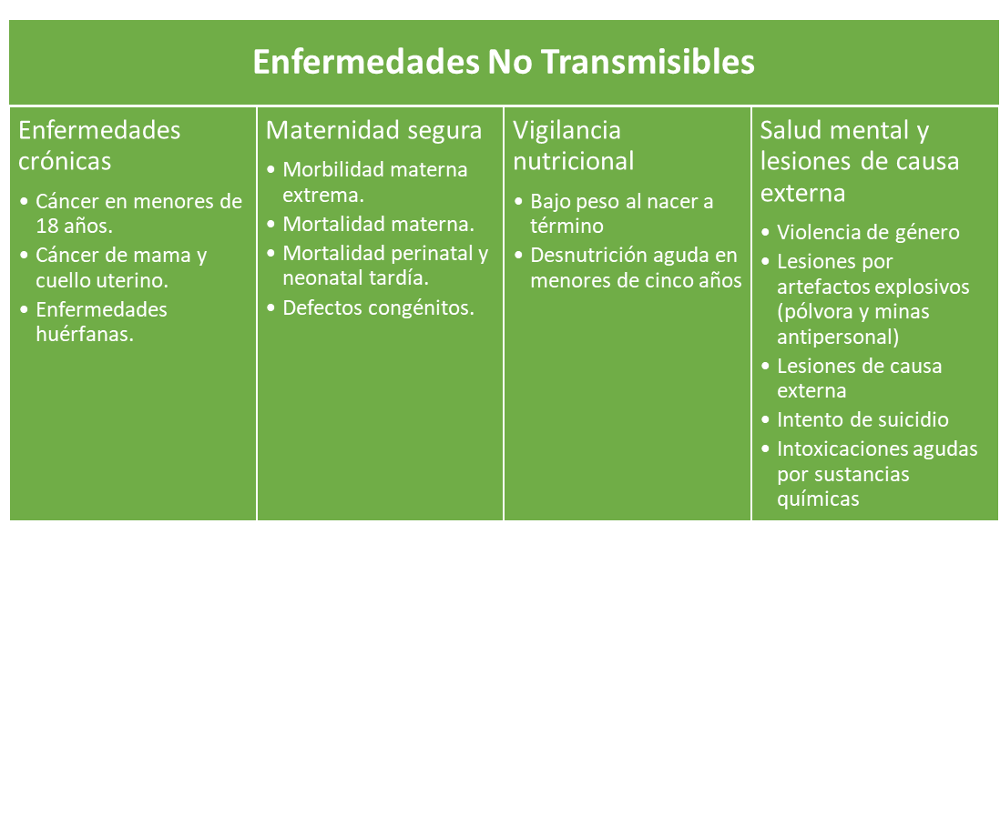 Enfermedades No Transmisibles
Enfermedades
crónicas
• Cáncer en menores de
18 años.
• Cáncer de mama y
cuello uterino.
• Enfermedades
huérfanas.
Maternidad segura
• Morbilidad materna
extrema.
• Mortalidad materna.
• Mortalidad perinatal y
neonatal tardía.
• Defectos congénitos.
Vigilancia
nutricional
• Bajo peso al nacer a
término
• Desnutrición aguda en
menores de cinco años
Salud mental y
lesiones de causa
externa
• Violencia de género
• Lesiones por
artefactos explosivos
(pólvora y minas
antipersonal)
• Lesiones de causa
externa
• Intento de suicidio
• Intoxicaciones agudas
por sustancias
químicas